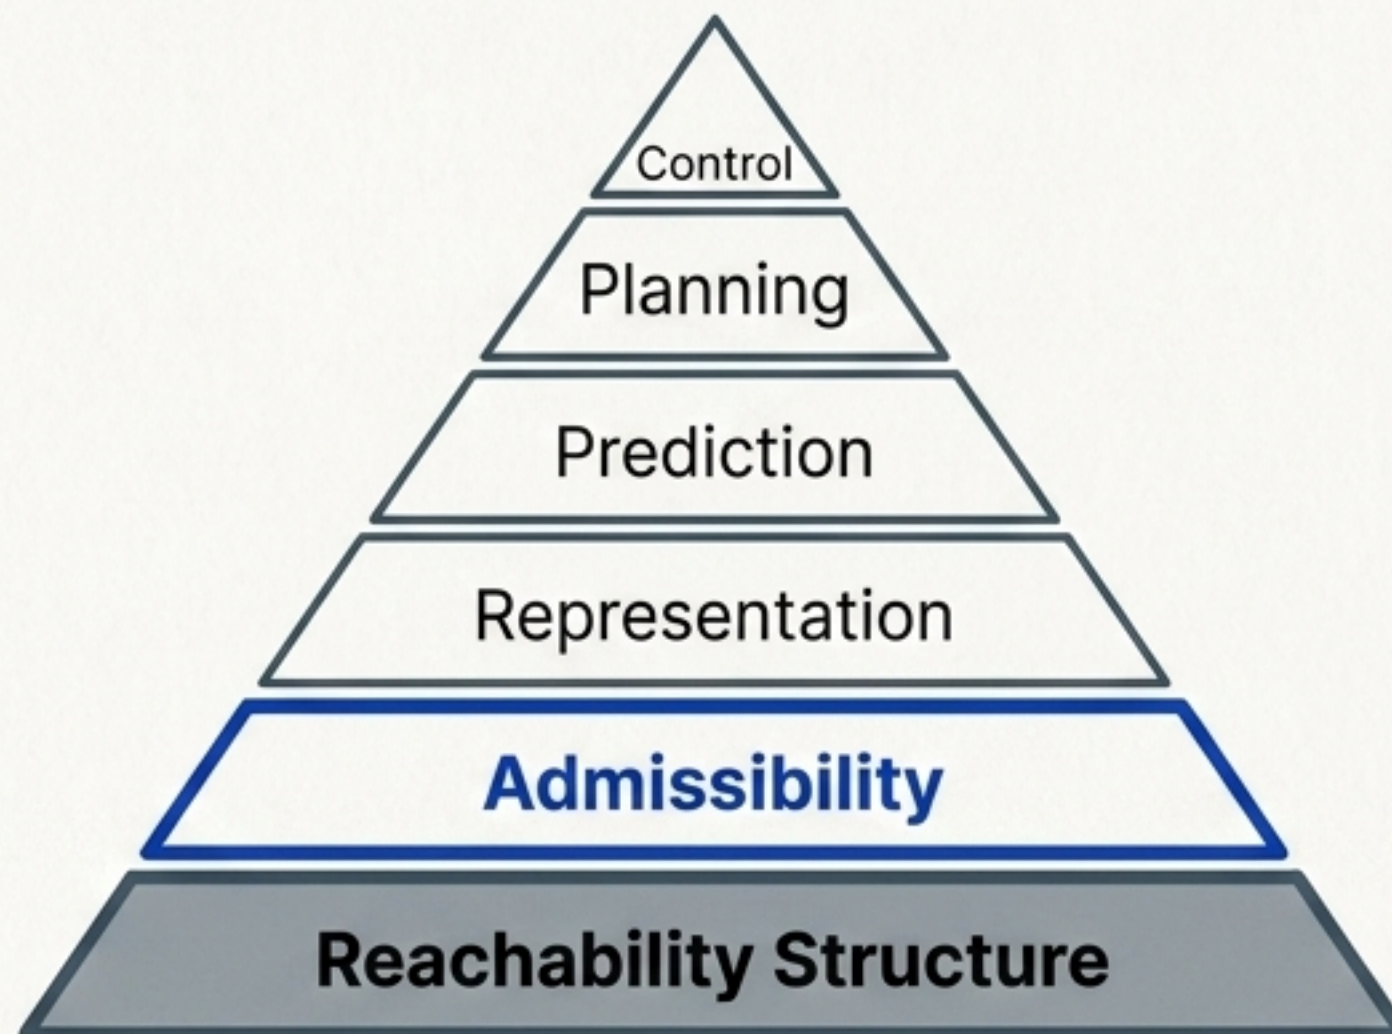 Control
Planning
Prediction
Representation
Admissibility
Reachability Structure